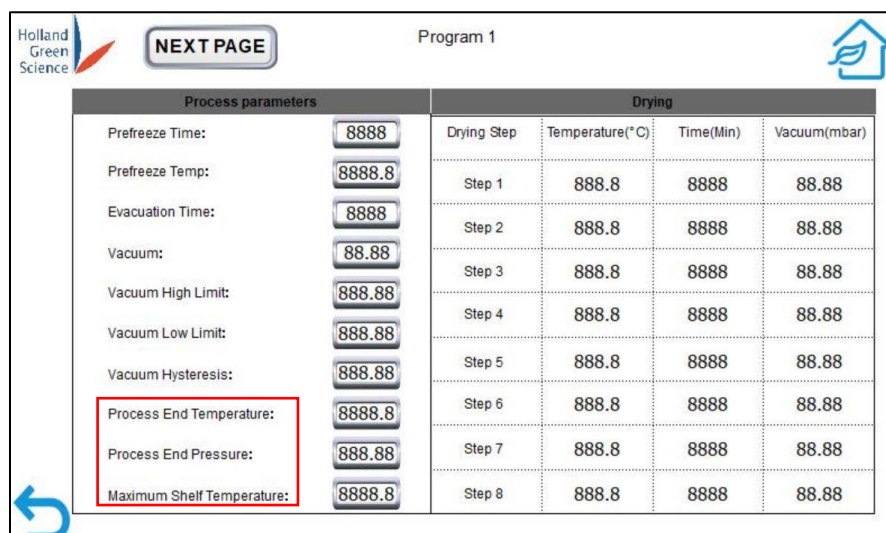 Holland
Green
Science
NEXT PAGE
Program 1
Process parameters
Prefreeze Time: 8888
Prefreeze Temp: 8888.8
Evacuation Time: 8888
Vacuum: 88.88
Vacuum High Limit: 888.88
Vacuum Low Limit: 888.88
Vacuum Hysteresis: 888.88
Process End Temperature: 8888.8
Process End Pressure: 888.88
Maximum Shelf Temperature: 8888.8
Drying
Drying Step Temperature(°C) Time(Min) Vacuum(mbar)
Step 1 888.8 8888 88.88
Step 2 888.8 8888 88.88
Step 3 888.8 8888 88.88
Step 4 888.8 8888 88.88
Step 5 888.8 8888 88.88
Step 6 888.8 8888 88.88
Step 7 888.8 8888 88.88
Step 8 888.8 8888 88.88